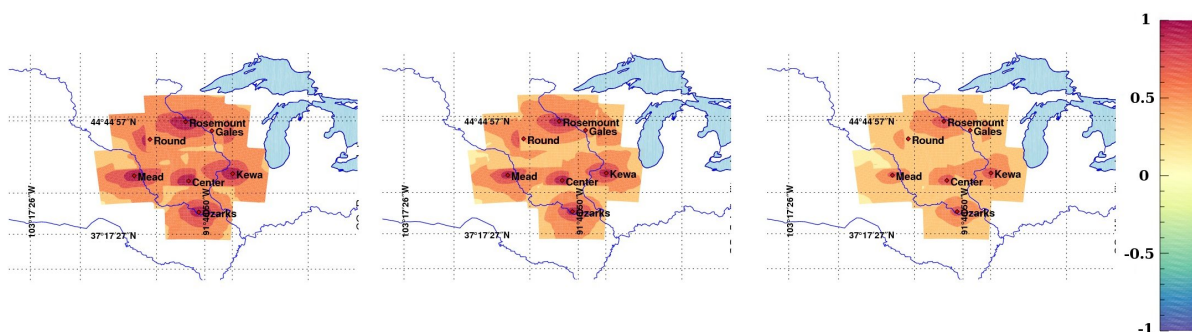 44°44'57"N
Rosemount
Gales
Round
Mead
Center
Kewa
Ozarks
103°17'26"W
91°40'50"W
37°17'27"N
44°44'57"N
Rosemount
Gales
Round
Mead
Center
Kewa
Ozarks
103°17'26"W
91°40'50"W
37°17'27"N
44°44'57"N
Rosemount
Gales
Round
Mead
Center
Kewa
Ozarks
103°17'26"W
91°40'50"W
37°17'27"N
1
0.5
0
-0.5
-1